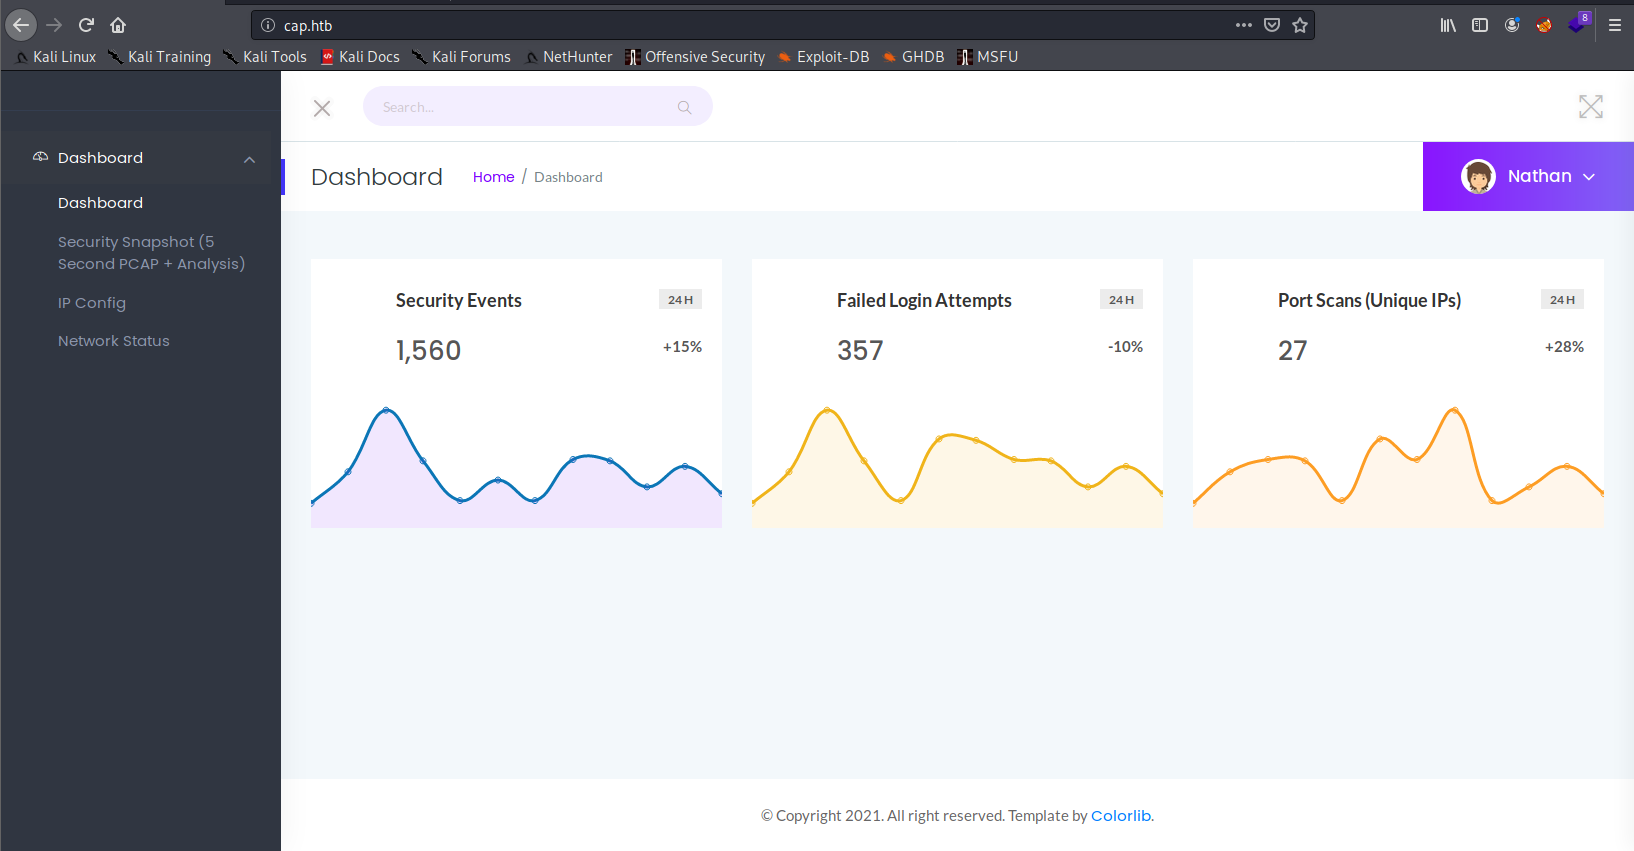 cap.htb
8
Kali Linux Kali Training Kali Tools Kali Docs Kali Forums NetHunter Offensive Security Exploit-DB GHDB MSFU
Search...
Dashboard
Dashboard
Security Snapshot (5
Second PCAP + Analysis)
IP Config
Network Status
Dashboard Home / Dashboard
Nathan
Security Events 24 H
1,560 +15%
Failed Login Attempts 24 H
357 -10%
Port Scans (Unique IPs) 24 H
27 +28%
© Copyright 2021. All right reserved. Template by Colorlib.